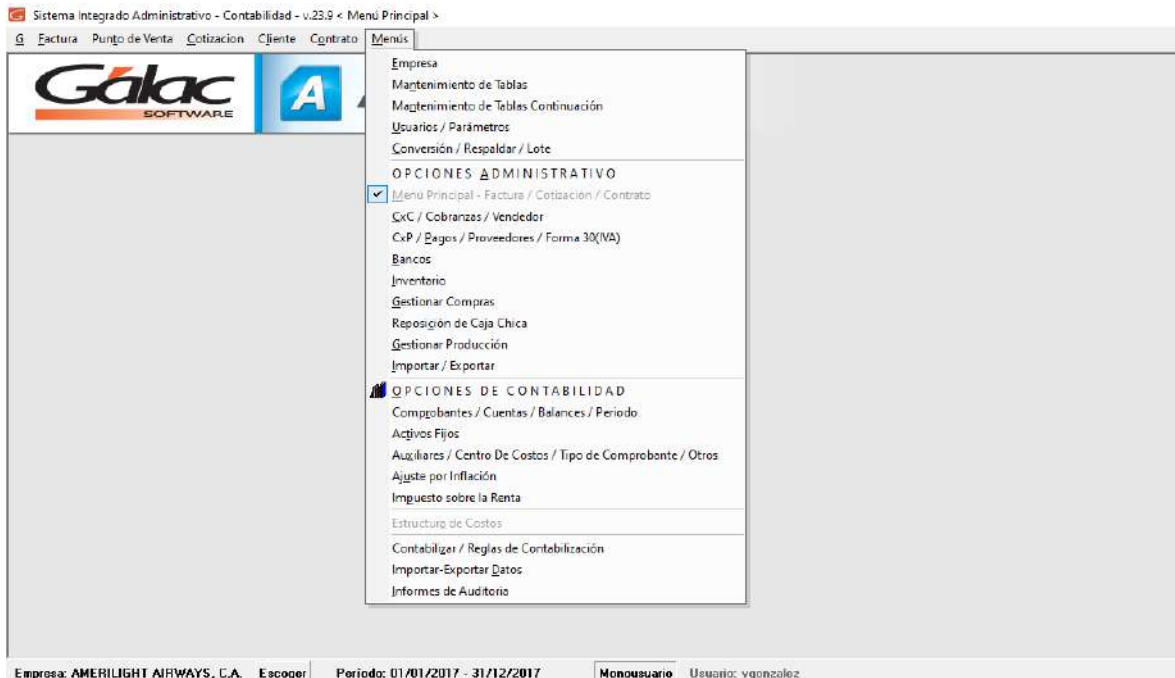 Sistema Integrado Administrativo - Contabilidad - v.23.9 < Menú Principal >
G Factura Punto de Venta Cotizacion Cliente Contrato Menús
Gálac
SOFTWARE
A
Empresa
Mantenimiento de Tablas
Mantenimiento de Tablas Continuación
Usuarios / Parámetros
Conversión / Respaldar / Lote
OPCIONES ADMINISTRATIVO
Menú Principal - Factura / Cotización / Contrato
CxC / Cobranzas / Vendedor
CxP / Pagos / Proveedores / Forma 30(IVA)
Bancos
Inventario
Gestionar Compras
Reposición de Caja Chica
Gestionar Producción
Importar / Exportar
OPCIONES DE CONTABILIDAD
Comprobantes / Cuentas / Balances / Periodo
Activos Fijos
Auxiliares / Centro De Costos / Tipo de Comprobante / Otros
Ajuste por Inflación
Impuesto sobre la Renta
Estructura de Costos
Contabilizar / Reglas de Contabilización
Importar-Exportar Datos
Informes de Auditoria
Empresa: AMERILIGHT AIRWAYS, C.A. Escoger Período: 01/01/2017 - 31/12/2017 Monousuario Usuario: ygonzalez